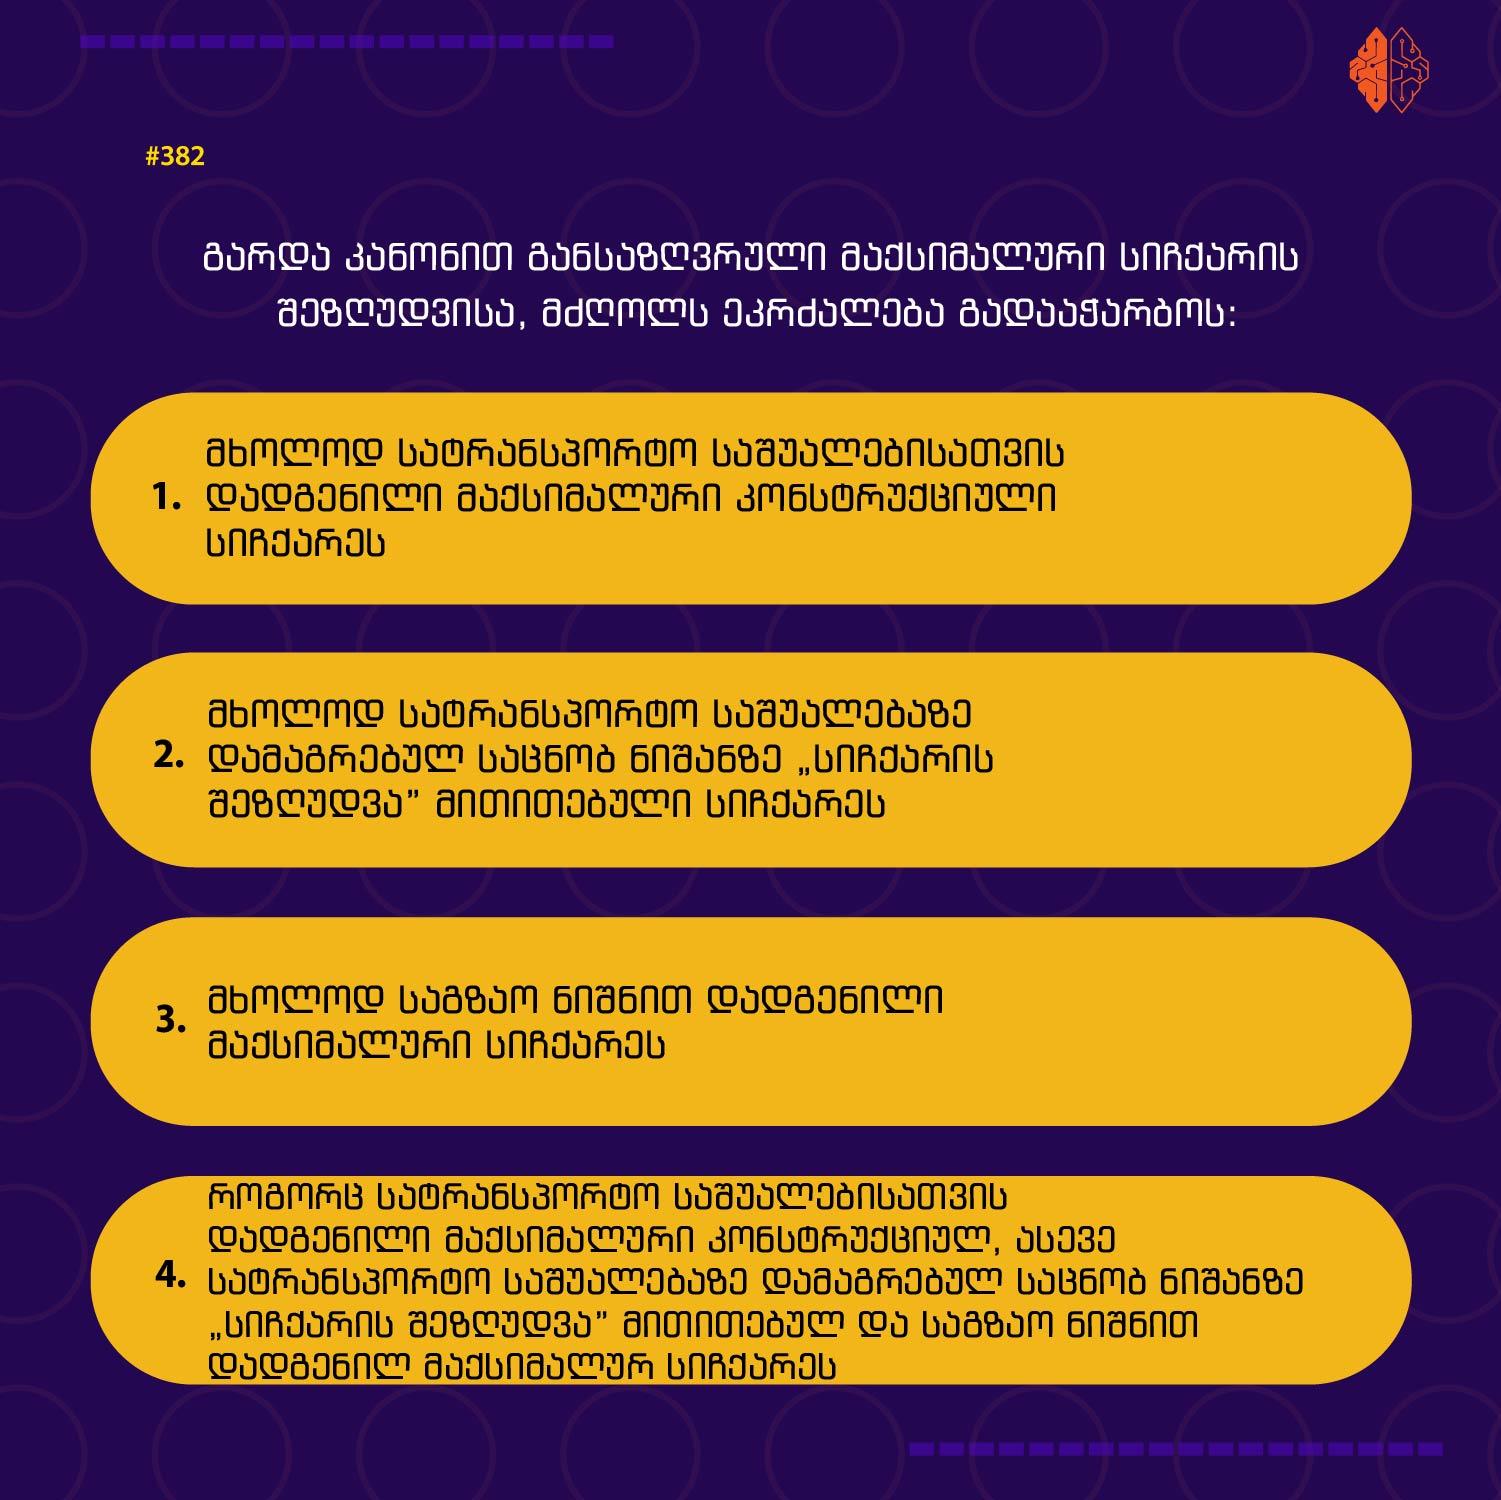 #382
გარდა კანონით განსაზღვრული მაქსიმალური სიჩქარის
შეზღუდვისა, მძღოლს ეკრძალება გადააჭარბოს:
მხოლოდ სატრანსპორტო საშუალებისათვის
1. დადგენილი მაქსიმალური კონსტრუქციული
სიჩქარეს
მხოლოდ სატრანსპორტო საშუალებაზე
2. დამაგრებულ საცნობ ნიშანზე „სიჩქარის
შეზღუდვა” მითითებული სიჩქარეს
3. მხოლოდ საგზაო ნიშნით დადგენილი
მაქსიმალური სიჩქარეს
როგორც სატრანსპორტო საშუალებისათვის
დადგენილი მაქსიმალური კონსტრუქციულ, ასევე
4. სატრანსპორტო საშუალებაზე დამაგრებულ საცნობ ნიშანზე
„სიჩქარის შეზღუდვა” მითითებულ და საგზაო ნიშნით
დადგენილ მაქსიმალურ სიჩქარეს